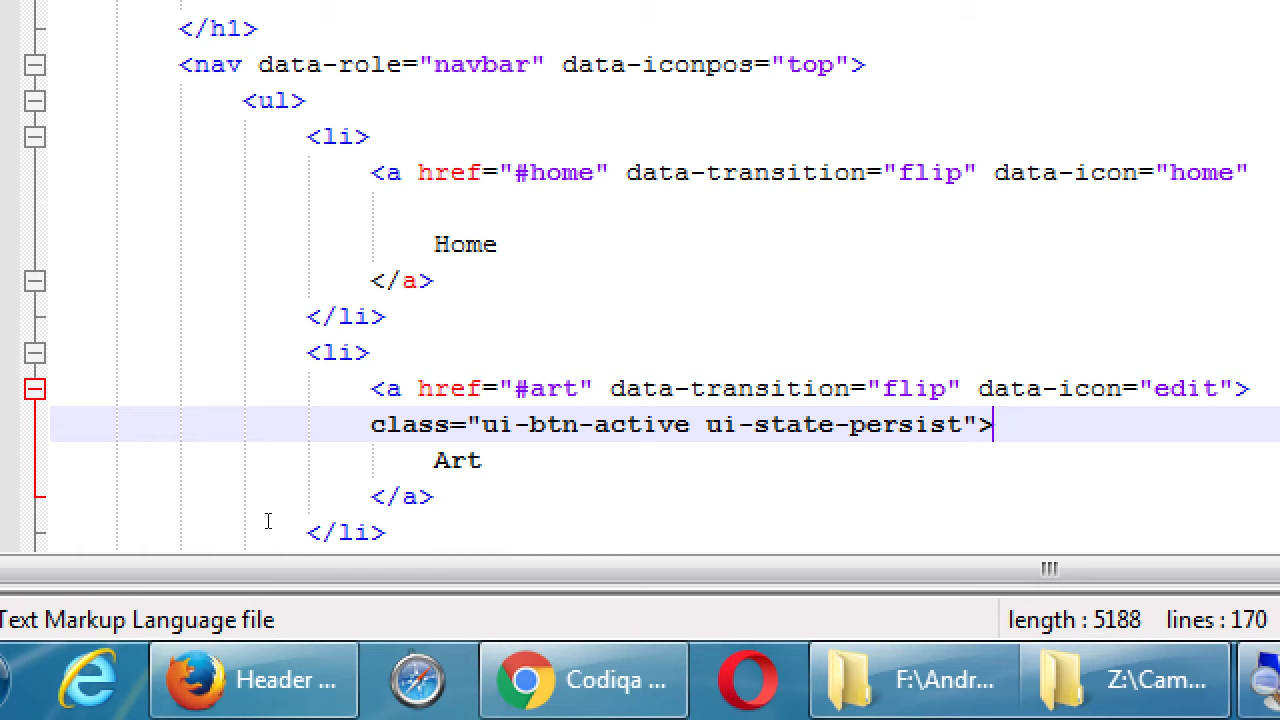 </h1>
<nav data-role="navbar" data-iconpos="top">
<ul>
<li>
<a href="#home" data-transition="flip" data-icon="home"
Home
</a>
</li>
<li>
<a href="#art" data-transition="flip" data-icon="edit">
class="ui-btn-active ui-state-persist">
Art
</a>
</li>
Text Markup Language file length : 5188 lines : 170
Header ... Codiqa ... F:\Andr... Z:\Cam...